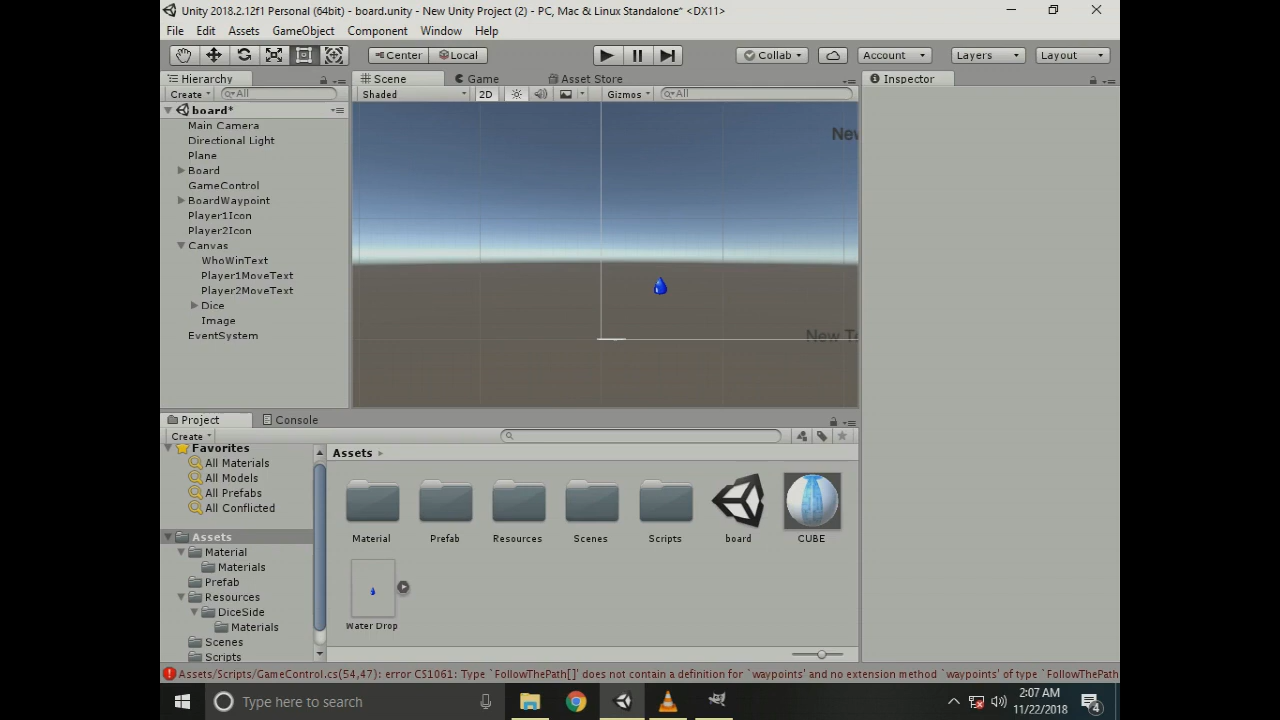 Unity 2018.2.12f1 Personal (64bit) - board.unity - New Unity Project (2) - PC, Mac & Linux Standalone* <DX11>
File Edit Assets GameObject Component Window Help
Center Local Collab Account Layers Layout
Hierarchy Scene Game Asset Store Inspector
Create All Shaded 2D Gizmos All
board*
Main Camera
Directional Light
Plane
Board
GameControl
BoardWaypoint
Player1Icon
Player2Icon
Canvas
WhoWinText
Player1MoveText
Player2MoveText
Dice
Image
EventSystem
New
New Te
Project Console
Create
Favorites
All Materials
All Models
All Prefabs
All Conflicted
Assets
Material
Materials
Prefab
Resources
DiceSide
Materials
Scenes
Scripts
Assets
Material Prefab Resources Scenes Scripts board CUBE
Water Drop
Assets/Scripts/GameControl.cs(54,47): error CS1061: Type `FollowThePath[]' does not contain a definition for `waypoints' and no extension method `waypoints' of type `FollowThePath
Type here to search
2:07 AM
11/22/2018
4